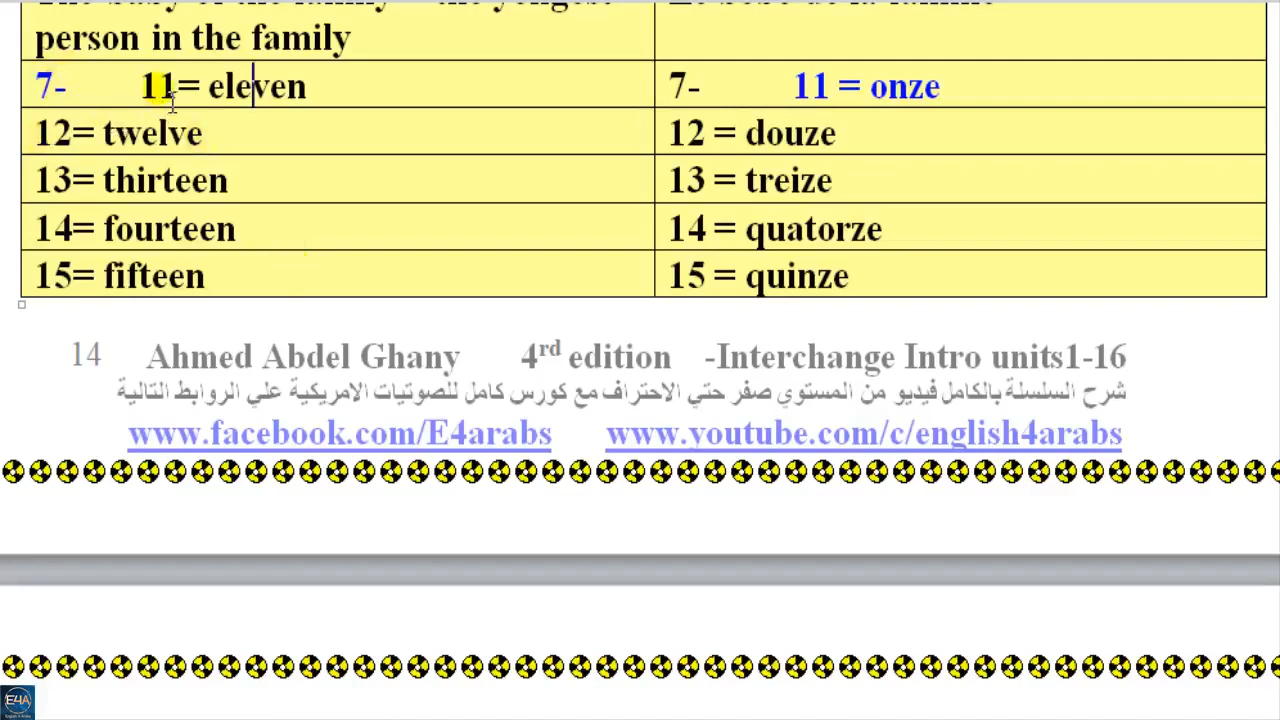 person in the family
7- 11= eleven
7- 11 = onze
12= twelve
12 = douze
13= thirteen
13 = treize
14= fourteen
14 = quatorze
15= fifteen
15 = quinze
14 Ahmed Abdel Ghany 4rd edition -Interchange Intro units1-16
شرح السلسلة بالكامل فيديو من المستوي صفر حتي الاحتراف مع كورس كامل للصوتيات الامريكية علي الروابط التالية
www.facebook.com/E4arabs www.youtube.com/c/english4arabs
E4A